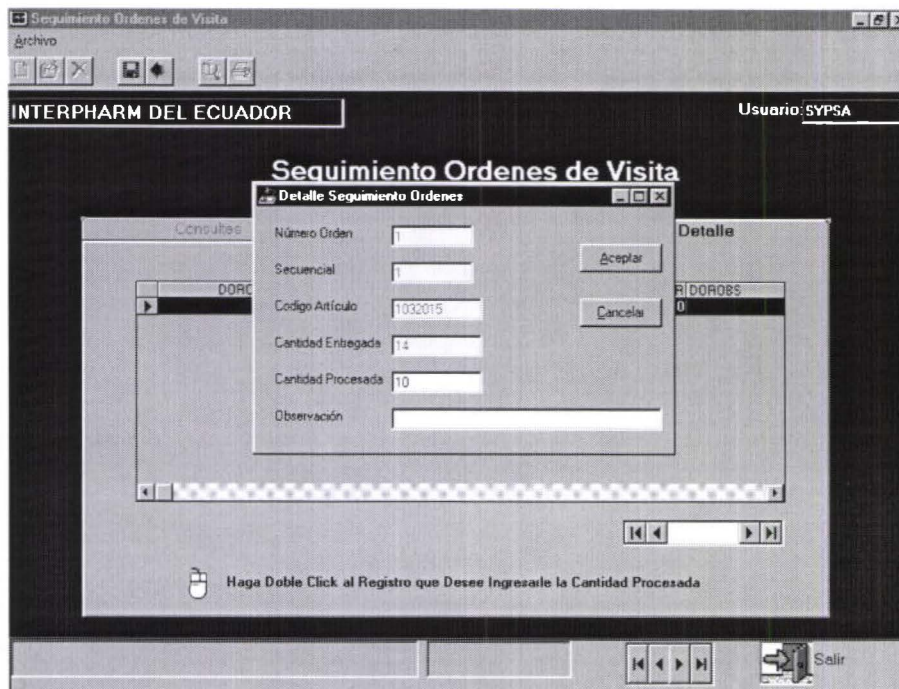 Seguimiento Ordenes de Visita
Archivo
INTERPHARM DEL ECUADOR
Usuario: SYPSA
Seguimiento Ordenes de Visita
Detalle Seguimiento Ordenes
Consultas
Detalle
Número Orden 1
Secuencial 1
Codigo Artículo 1032015
Cantidad Entregada 14
Cantidad Procesada 10
Observación
Aceptar
Cancelar
DORC
R DOROBS
0
Haga Doble Click al Registro que Desee Ingresarle la Cantidad Procesada
Salir